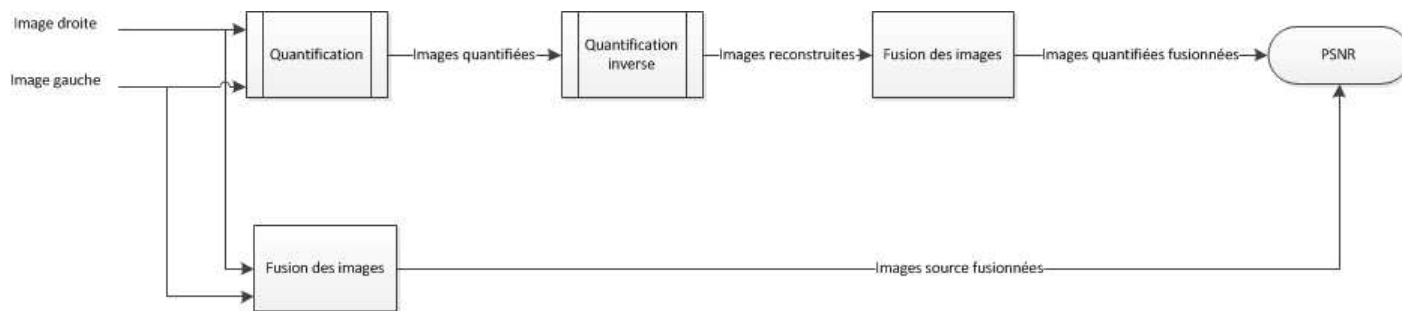 Image droite
Image gauche
Quantification
Images quantifiées
Quantification
inverse
Images reconstruites
Fusion des images
Images quantifiées fusionnées
PSNR
Fusion des images
Images source fusionnées